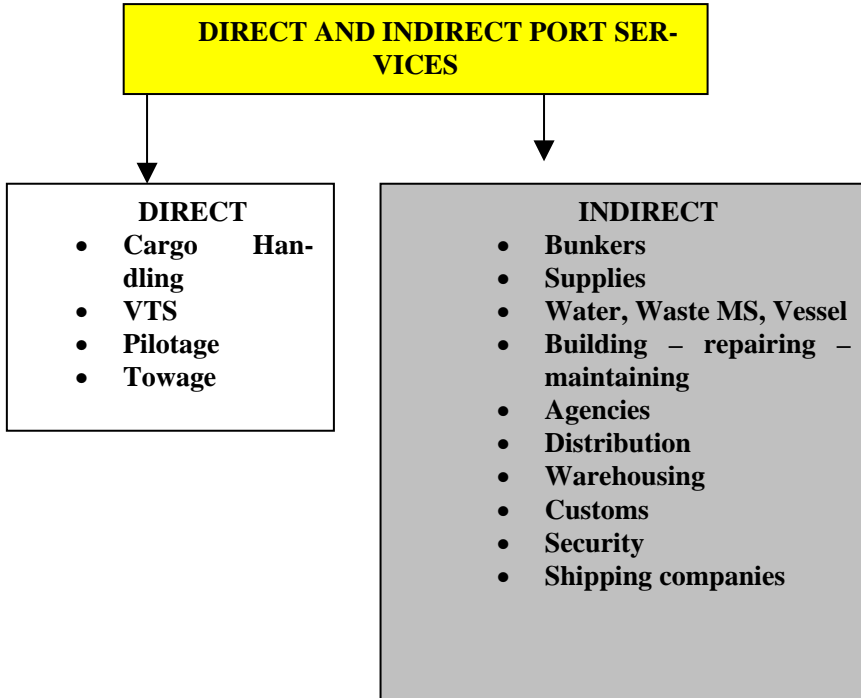 DIRECT AND INDIRECT PORT SER-
VICES
DIRECT
• Cargo Han-
dling
• VTS
• Pilotage
• Towage
INDIRECT
• Bunkers
• Supplies
• Water, Waste MS, Vessel
• Building – repairing –
maintaining
• Agencies
• Distribution
• Warehousing
• Customs
• Security
• Shipping companies